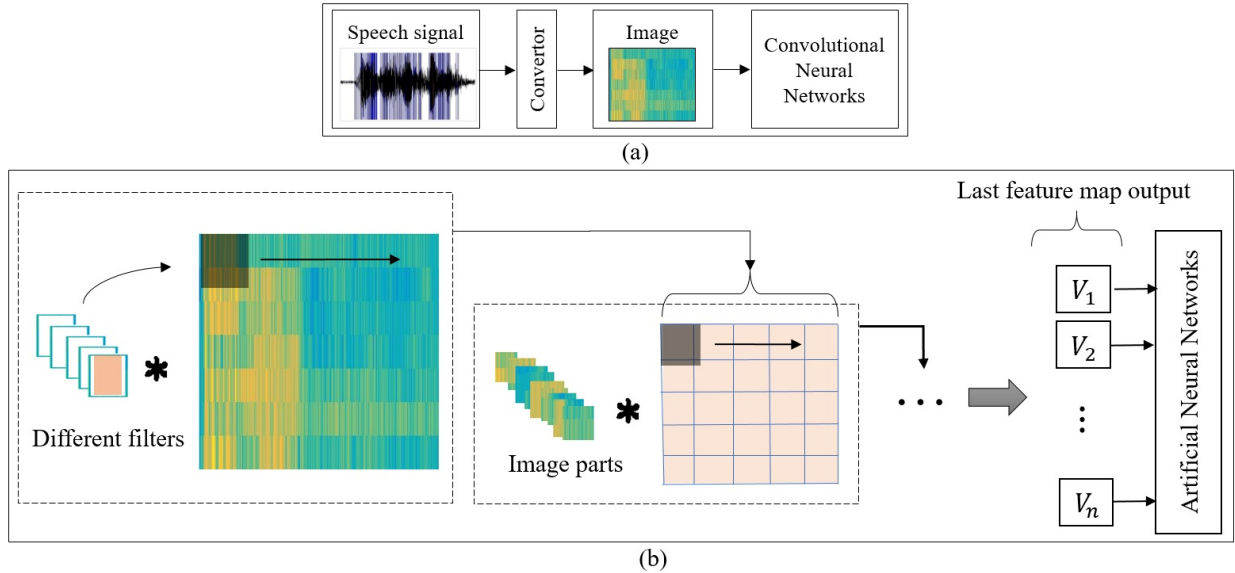 Speech signal
Convertor
Image
Convolutional
Neural
Networks
(a)
Different filters
*
Image parts
*
...
Last feature map output
V1
V2
⋮
Vn
Artificial Neural Networks
(b)